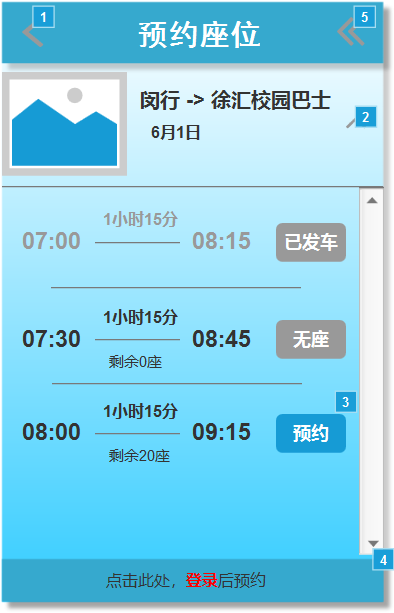 1
5
预约座位
闵行 -> 徐汇校园巴士
2
6月1日
1小时15分
07:00 08:15 已发车
1小时15分
07:30 08:45 无座
剩余0座
3
1小时15分
08:00 09:15 预约
剩余20座
4
点击此处，登录后预约